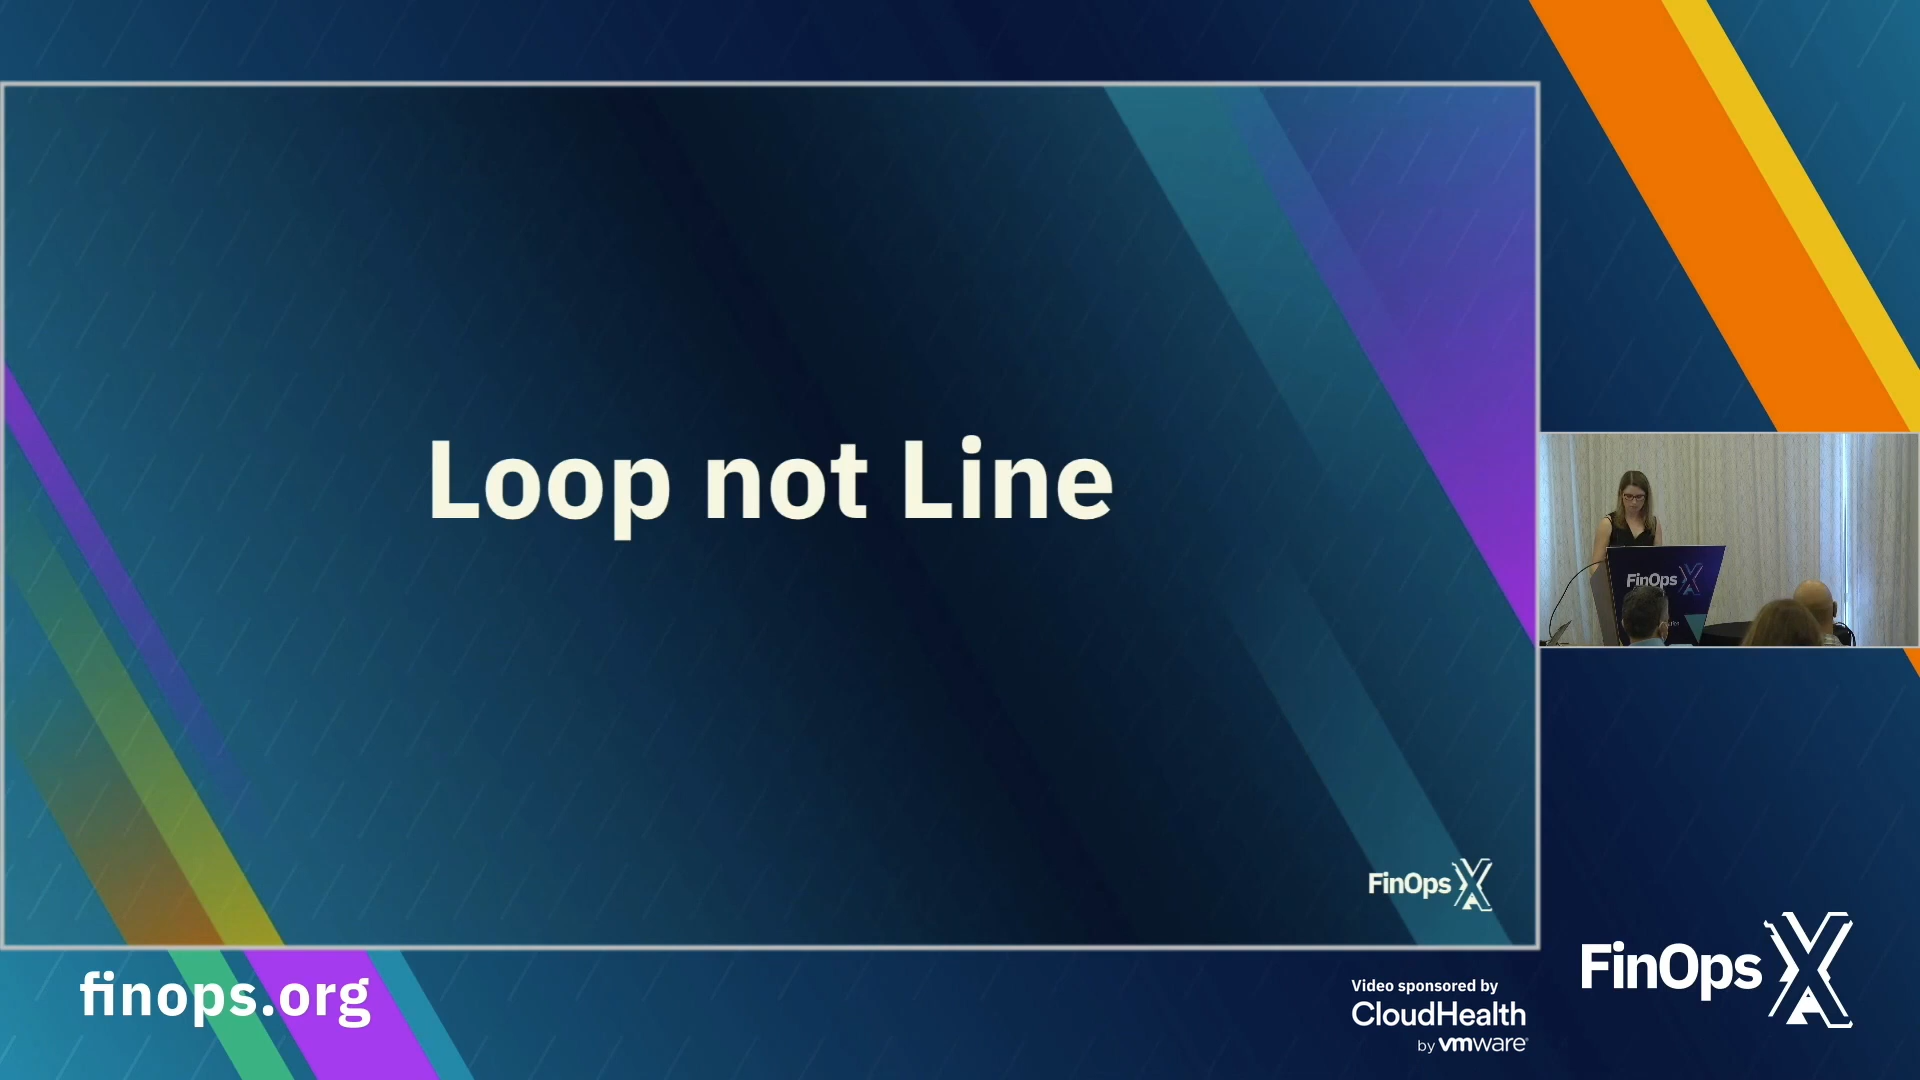 Loop not Line
FinOps X
FinOps X
finops.org
Video sponsored by
CloudHealth
by vmware
FinOps X